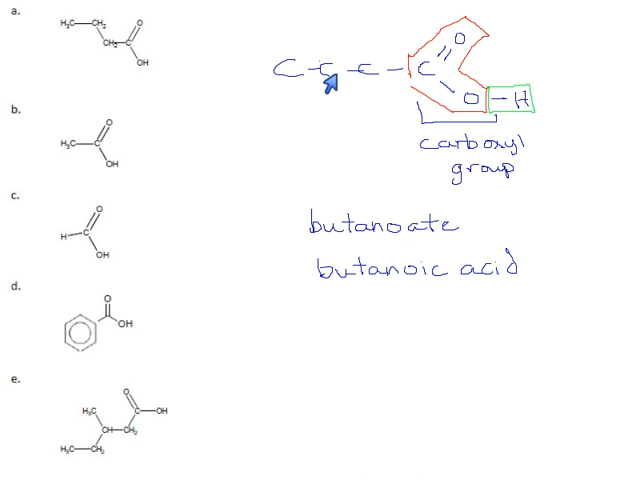 a.
H₃C—CH₂
O
CH₂—C
OH
C - C - C - C
O
O - H
carboxyl
group
b.
O
H₃C—C
OH
c.
O
H—C
OH
butanoate
butanoic acid
d.
O
OH
e.
O
H₃C C—OH
CH—CH₂
H₃C—CH₂